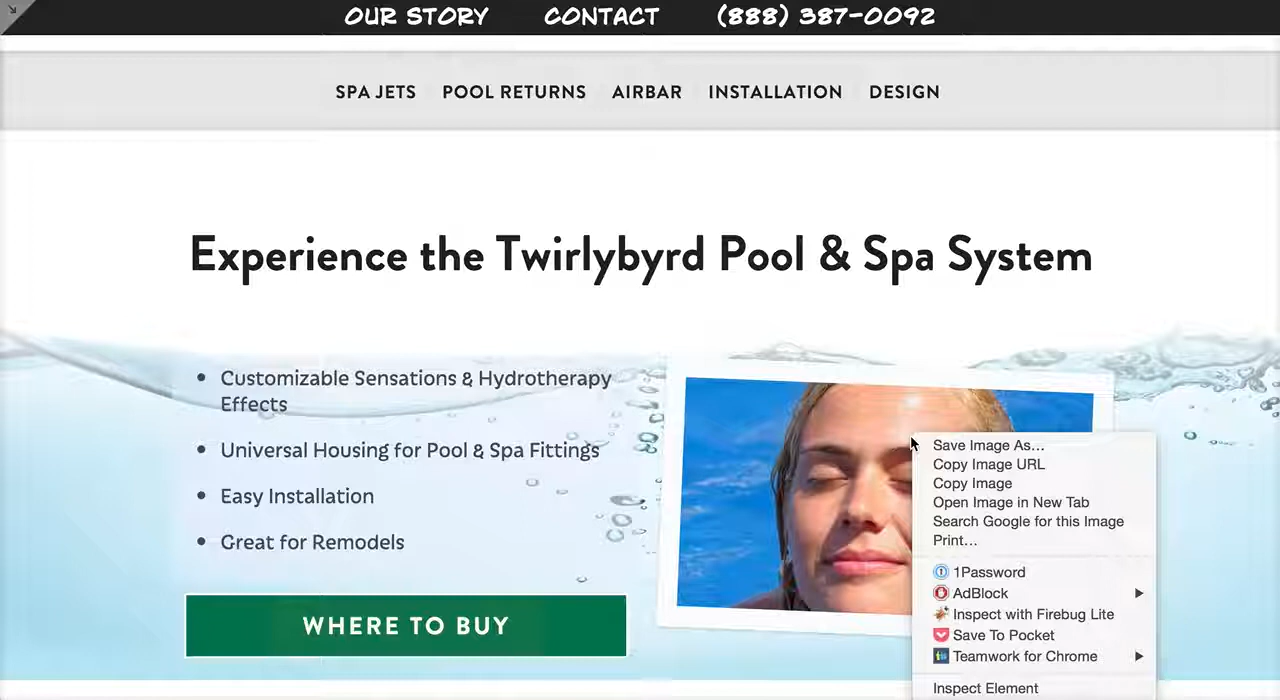 OUR STORY CONTACT (888) 387-0092
SPA JETS POOL RETURNS AIRBAR INSTALLATION DESIGN
Experience the Twirlybyrd Pool & Spa System
Customizable Sensations & Hydrotherapy
Effects
Universal Housing for Pool & Spa Fittings
Easy Installation
Great for Remodels
WHERE TO BUY
Save Image As...
Copy Image URL
Copy Image
Open Image in New Tab
Search Google for this Image
Print...
1Password
AdBlock
Inspect with Firebug Lite
Save To Pocket
Teamwork for Chrome
Inspect Element